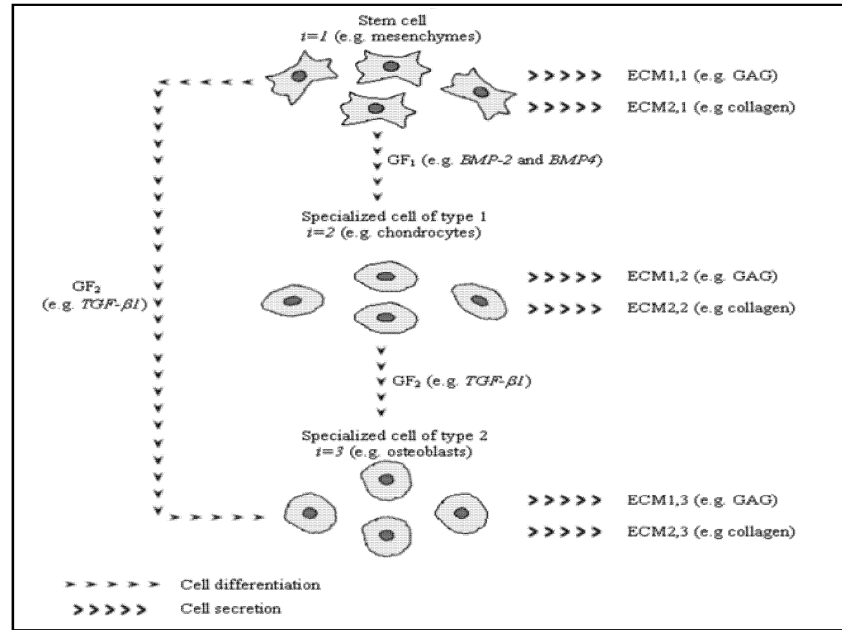 Stem cell
i=1 (e.g. mesenchymes)
ECM1,1 (e.g. GAG)
ECM2,1 (e.g collagen)
GF₁ (e.g. BMP-2 and BMP4)
Specialized cell of type 1
i=2 (e.g. chondrocytes)
ECM1,2 (e.g. GAG)
GF₂
(e.g. TGF-β1)
ECM2,2 (e.g collagen)
GF₂ (e.g. TGF-β1)
Specialized cell of type 2
i=3 (e.g. osteoblasts)
ECM1,3 (e.g. GAG)
ECM2,3 (e.g collagen)
Cell differentiation
Cell secretion